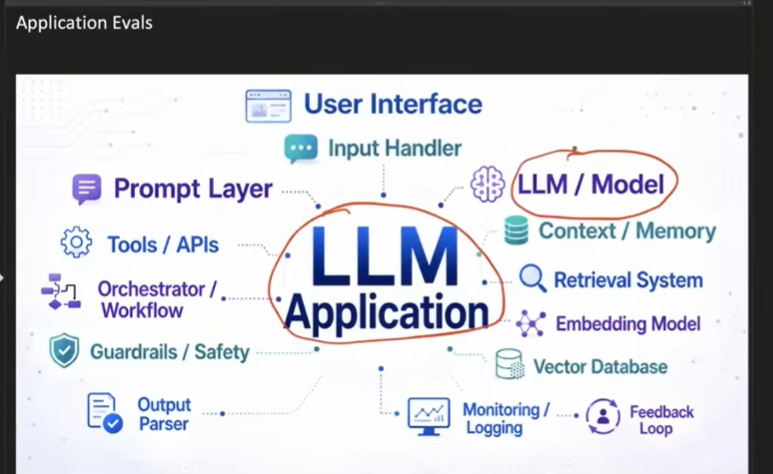 Application Evals
User Interface
Input Handler
Prompt Layer
LLM / Model
Tools / APIs
Context / Memory
LLM
Application
Orchestrator /
Workflow
Retrieval System
Embedding Model
Guardrails / Safety
Vector Database
Output
Parser
Monitoring /
Logging
Feedback
Loop